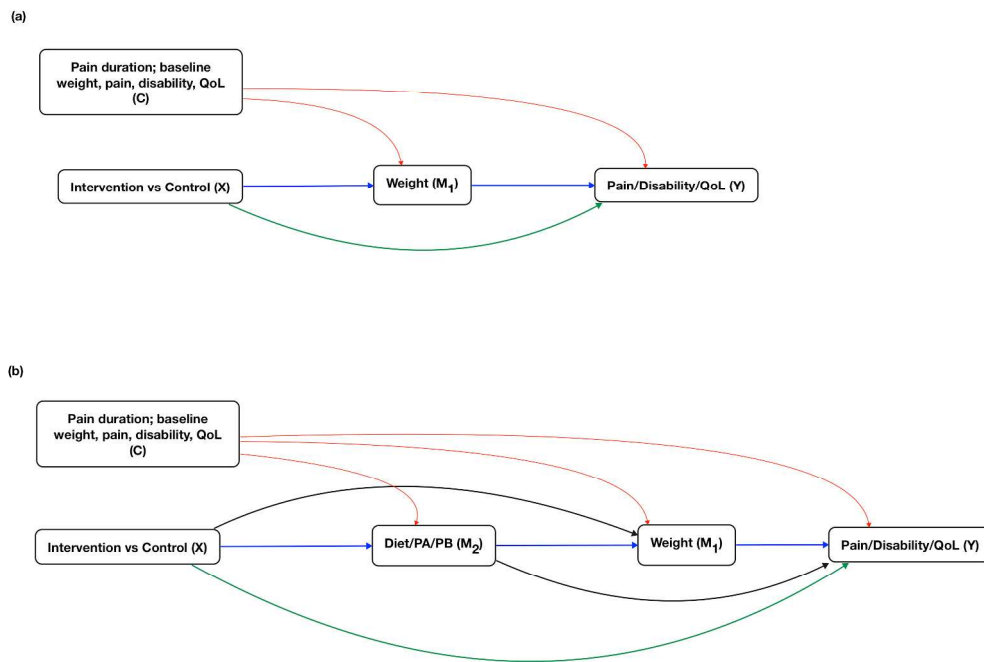 (a)
Pain duration; baseline
weight, pain, disability, QoL
(C)
Intervention vs Control (X)
Weight (M1)
Pain/Disability/QoL (Y)
(b)
Pain duration; baseline
weight, pain, disability, QoL
(C)
Intervention vs Control (X)
Diet/PA/PB (M2)
Weight (M1)
Pain/Disability/QoL (Y)